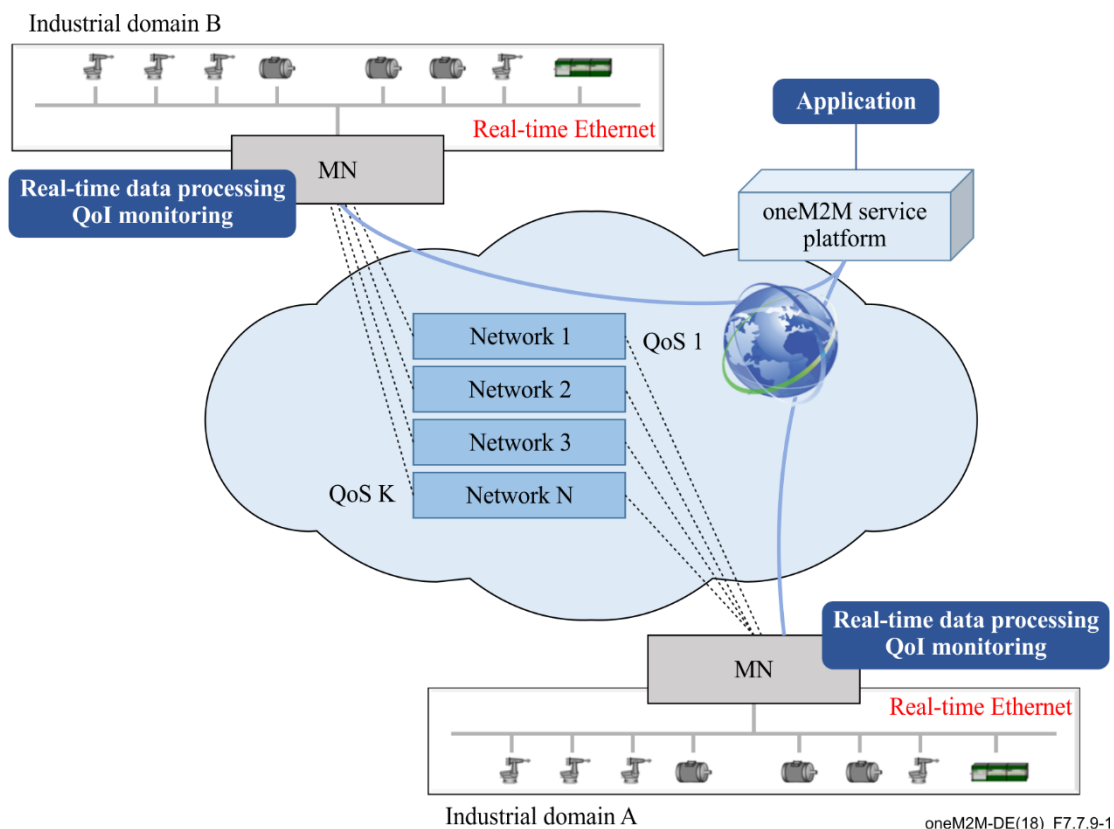 Industrial domain B
Real-time Ethernet
MN
Real-time data processing
QoI monitoring
Application
oneM2M service
platform
Network 1
QoS 1
Network 2
Network 3
QoS K
Network N
Real-time data processing
QoI monitoring
MN
Real-time Ethernet
Industrial domain A
oneM2M-DE(18)_F7.7.9-1